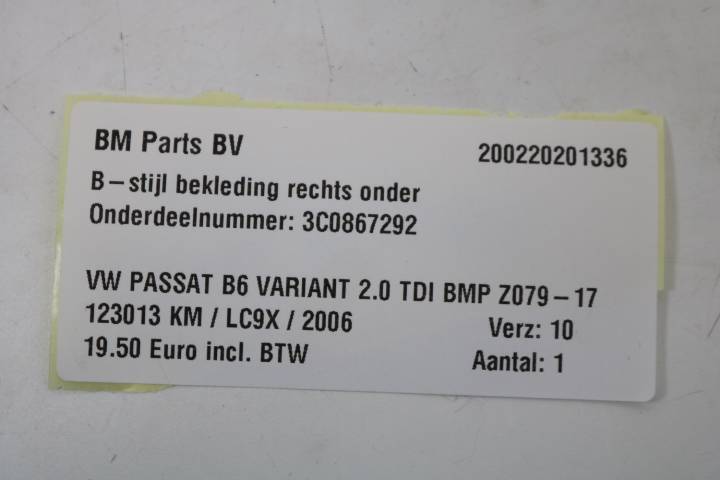 BM Parts BV 200220201336
B-stijl bekleding rechts onder
Onderdeelnummer: 3C0867292
VW PASSAT B6 VARIANT 2.0 TDI BMP Z079-17
123013 KM / LC9X / 2006 Verz: 10
19.50 Euro incl. BTW Aantal: 1